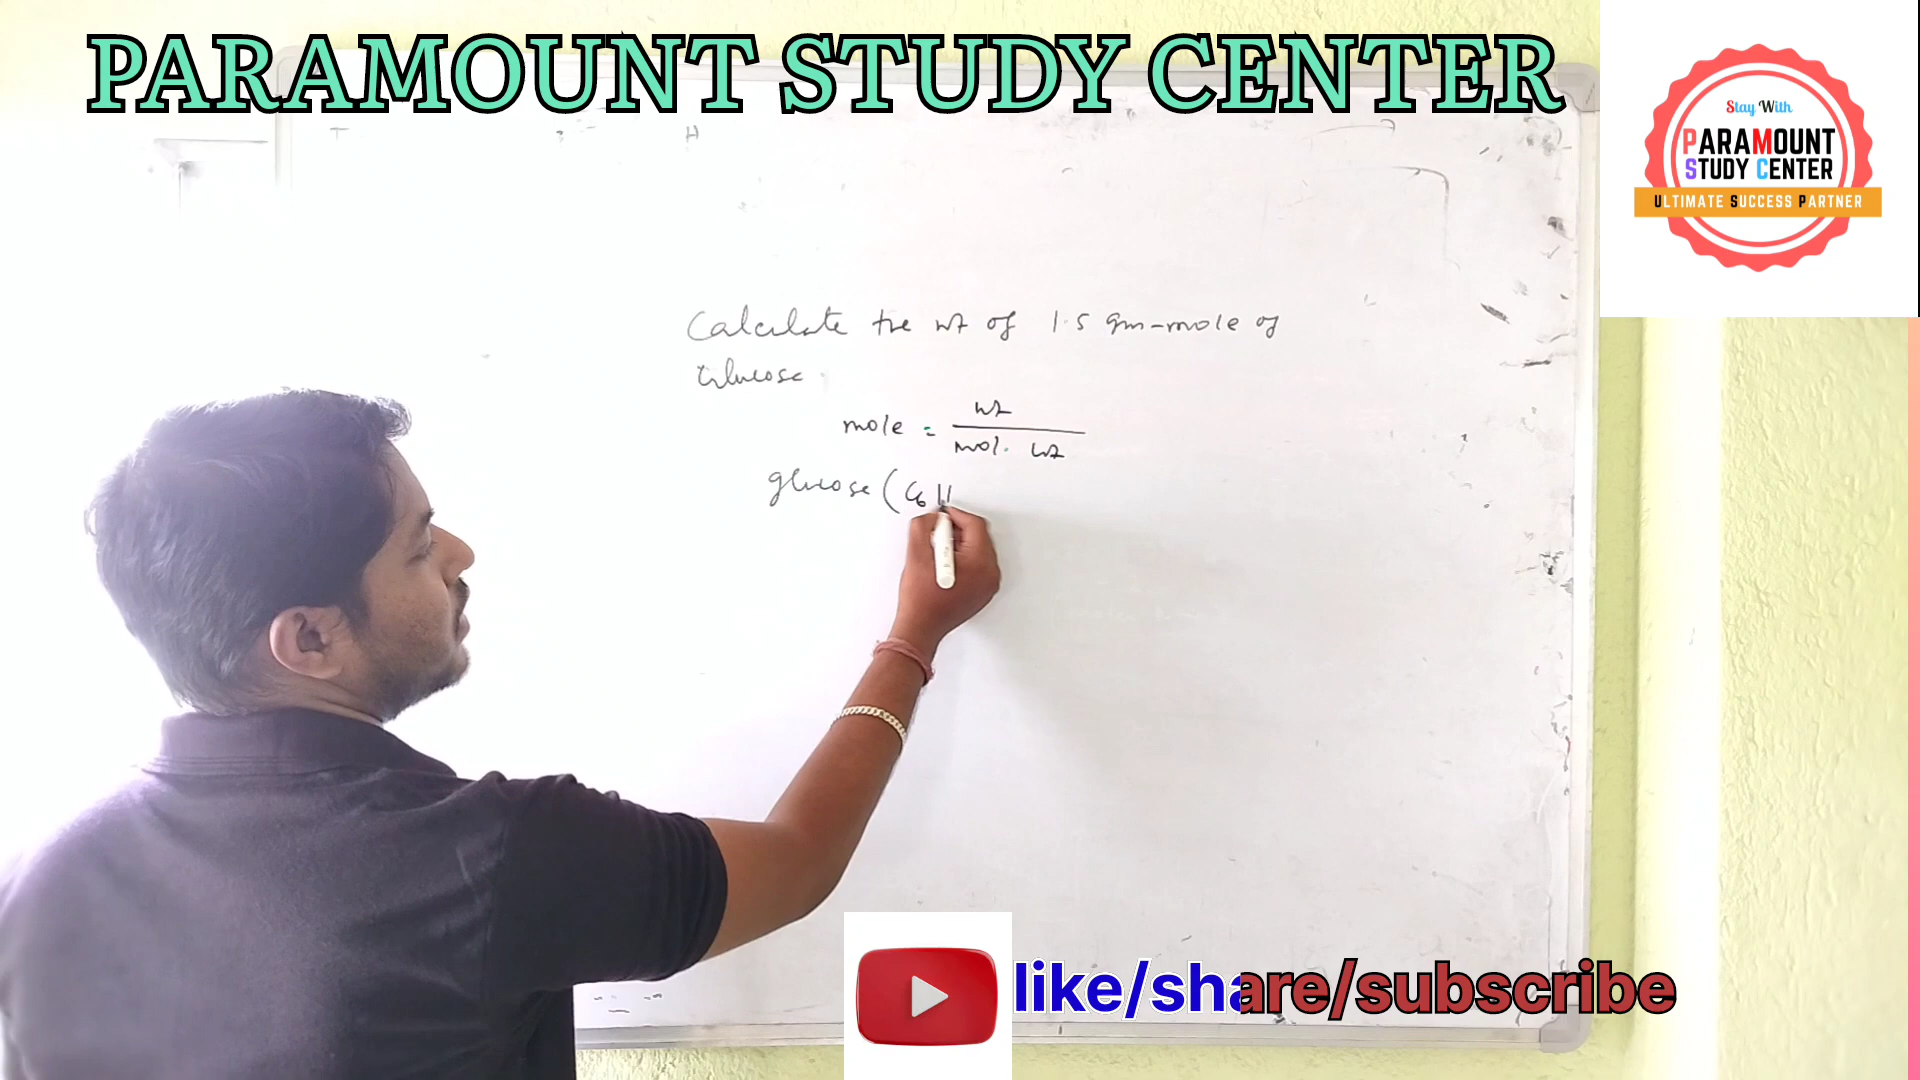 PARAMOUNT STUDY CENTER
Stay With
PARAMOUNT
STUDY CENTER
ULTIMATE SUCCESS PARTNER
Calculate the wt of 1.5 gm-mole of
Glucose.
mole = wt
mol. wt
glucose (C6 H
like/share/subscribe